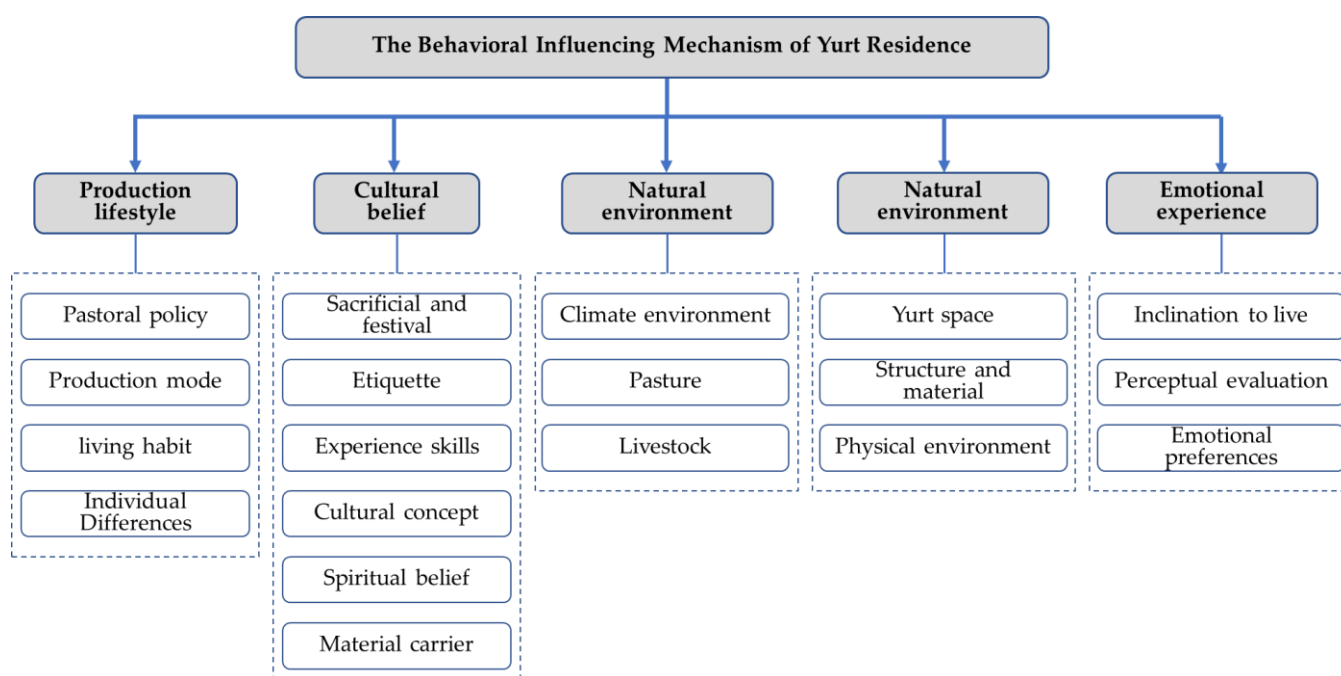 The Behavioral Influencing Mechanism of Yurt Residence
Production
lifestyle
Cultural
belief
Natural
environment
Natural
environment
Emotional
experience
Pastoral policy
Production mode
living habit
Individual
Differences
Sacrificial and
festival
Etiquette
Experience skills
Cultural concept
Spiritual belief
Material carrier
Climate environment
Pasture
Livestock
Yurt space
Structure and
material
Physical environment
Inclination to live
Perceptual evaluation
Emotional
preferences